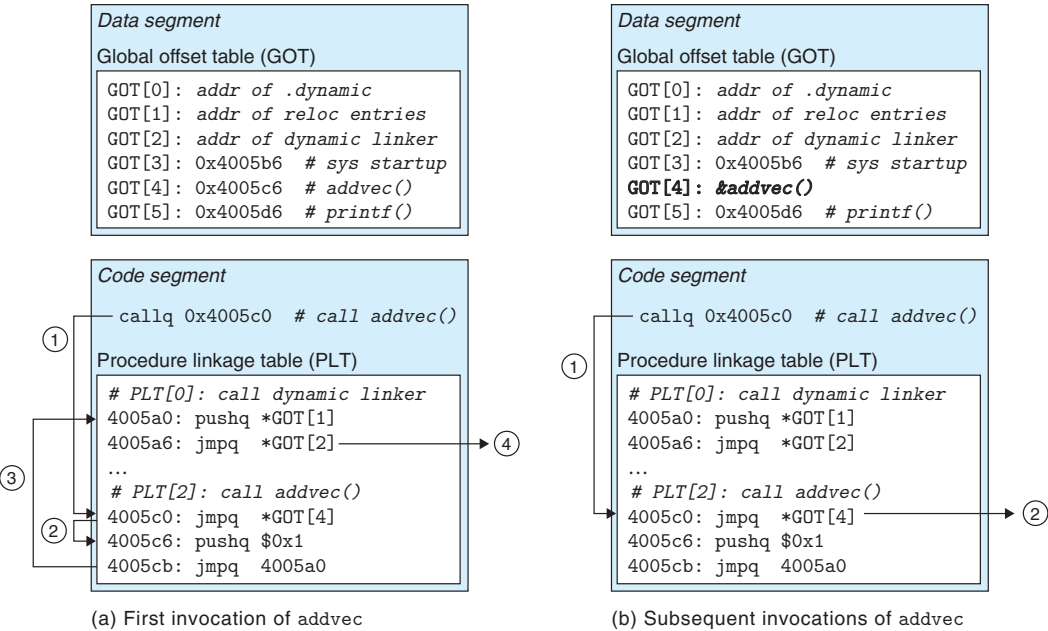 Data segment
Global offset table (GOT)
GOT[0]: addr of .dynamic
GOT[1]: addr of reloc entries
GOT[2]: addr of dynamic linker
GOT[3]: 0x4005b6 # sys startup
GOT[4]: 0x4005c6 # addvec()
GOT[5]: 0x4005d6 # printf()
Code segment
callq 0x4005c0 # call addvec()
1
Procedure linkage table (PLT)
# PLT[0]: call dynamic linker
4005a0: pushq *GOT[1]
4005a6: jmpq *GOT[2]
4
...
3
# PLT[2]: call addvec()
4005c0: jmpq *GOT[4]
2
4005c6: pushq $0x1
4005cb: jmpq 4005a0
(a) First invocation of addvec
Data segment
Global offset table (GOT)
GOT[0]: addr of .dynamic
GOT[1]: addr of reloc entries
GOT[2]: addr of dynamic linker
GOT[3]: 0x4005b6 # sys startup
GOT[4]: &addvec()
GOT[5]: 0x4005d6 # printf()
Code segment
callq 0x4005c0 # call addvec()
1
Procedure linkage table (PLT)
# PLT[0]: call dynamic linker
4005a0: pushq *GOT[1]
4005a6: jmpq *GOT[2]
...
# PLT[2]: call addvec()
4005c0: jmpq *GOT[4]
2
4005c6: pushq $0x1
4005cb: jmpq 4005a0
(b) Subsequent invocations of addvec